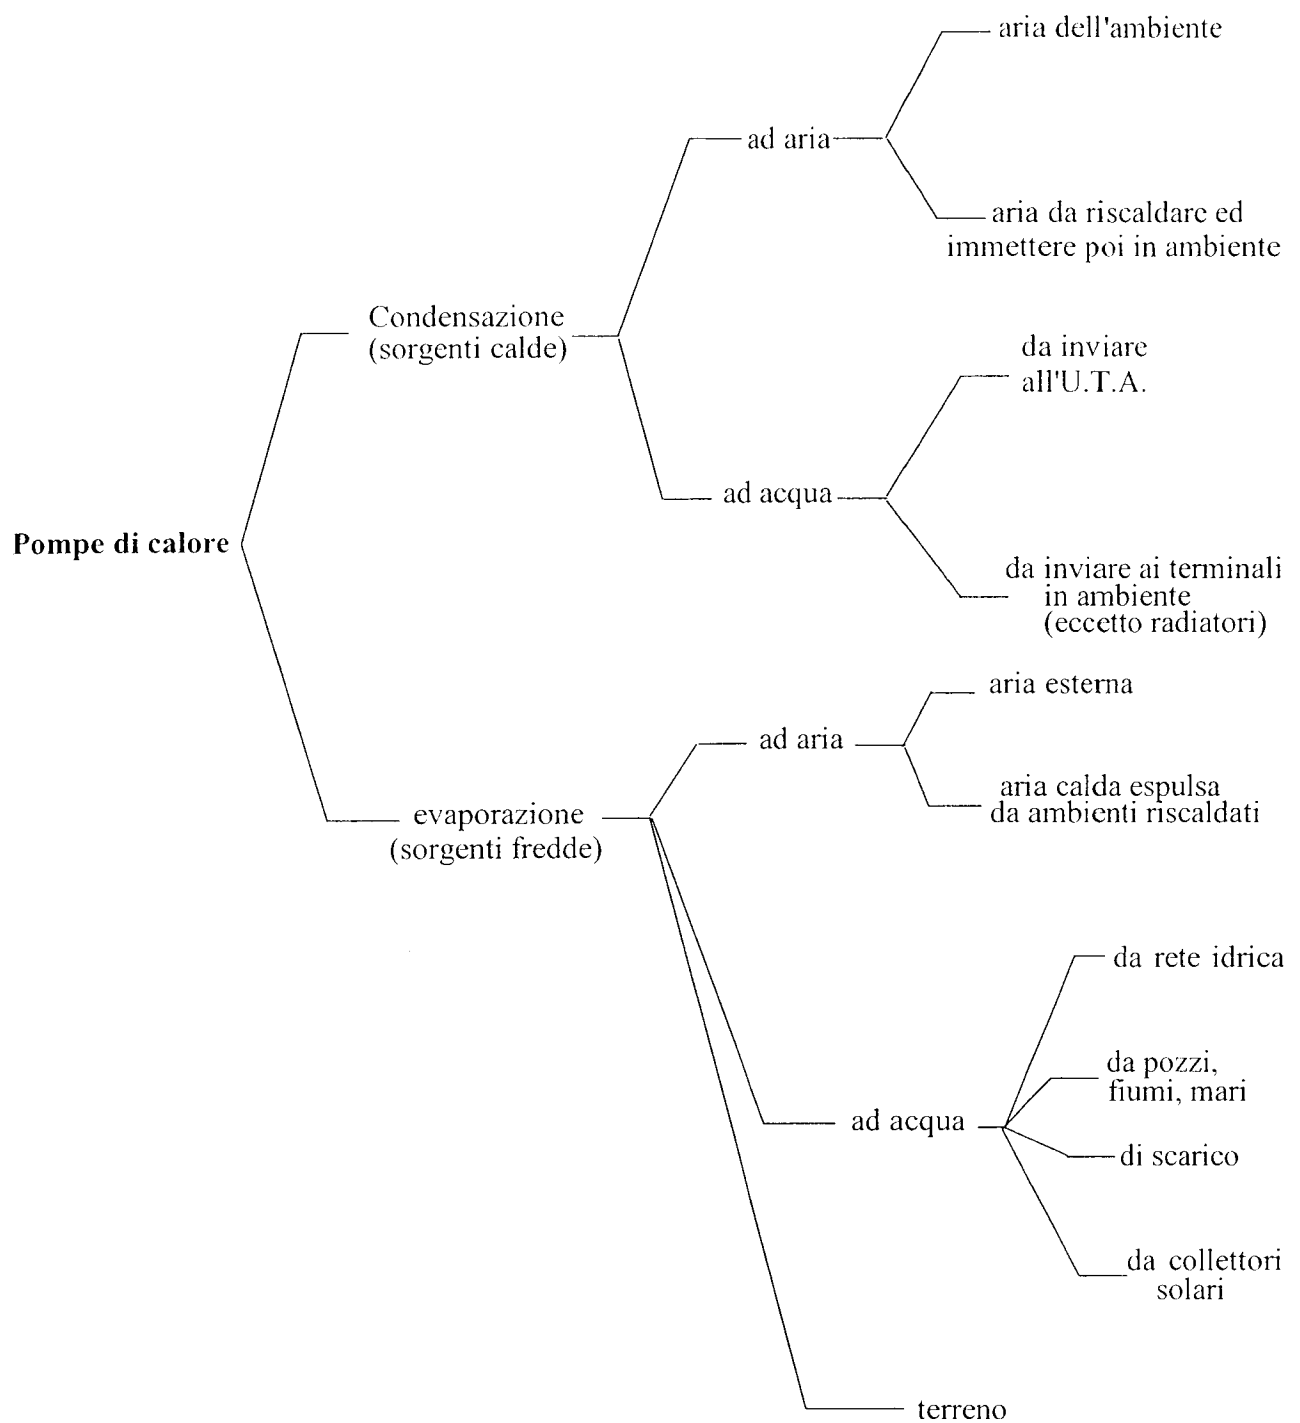 aria dell'ambiente
ad aria
aria da riscaldare ed
immettere poi in ambiente
Condensazione
(sorgenti calde)
da inviare
all'U.T.A.
ad acqua
da inviare ai terminali
in ambiente
(eccetto radiatori)
Pompe di calore
aria esterna
ad aria
aria calda espulsa
da ambienti riscaldati
evaporazione
(sorgenti fredde)
da rete idrica
da pozzi,
fiumi, mari
ad acqua
di scarico
da collettori
solari
terreno